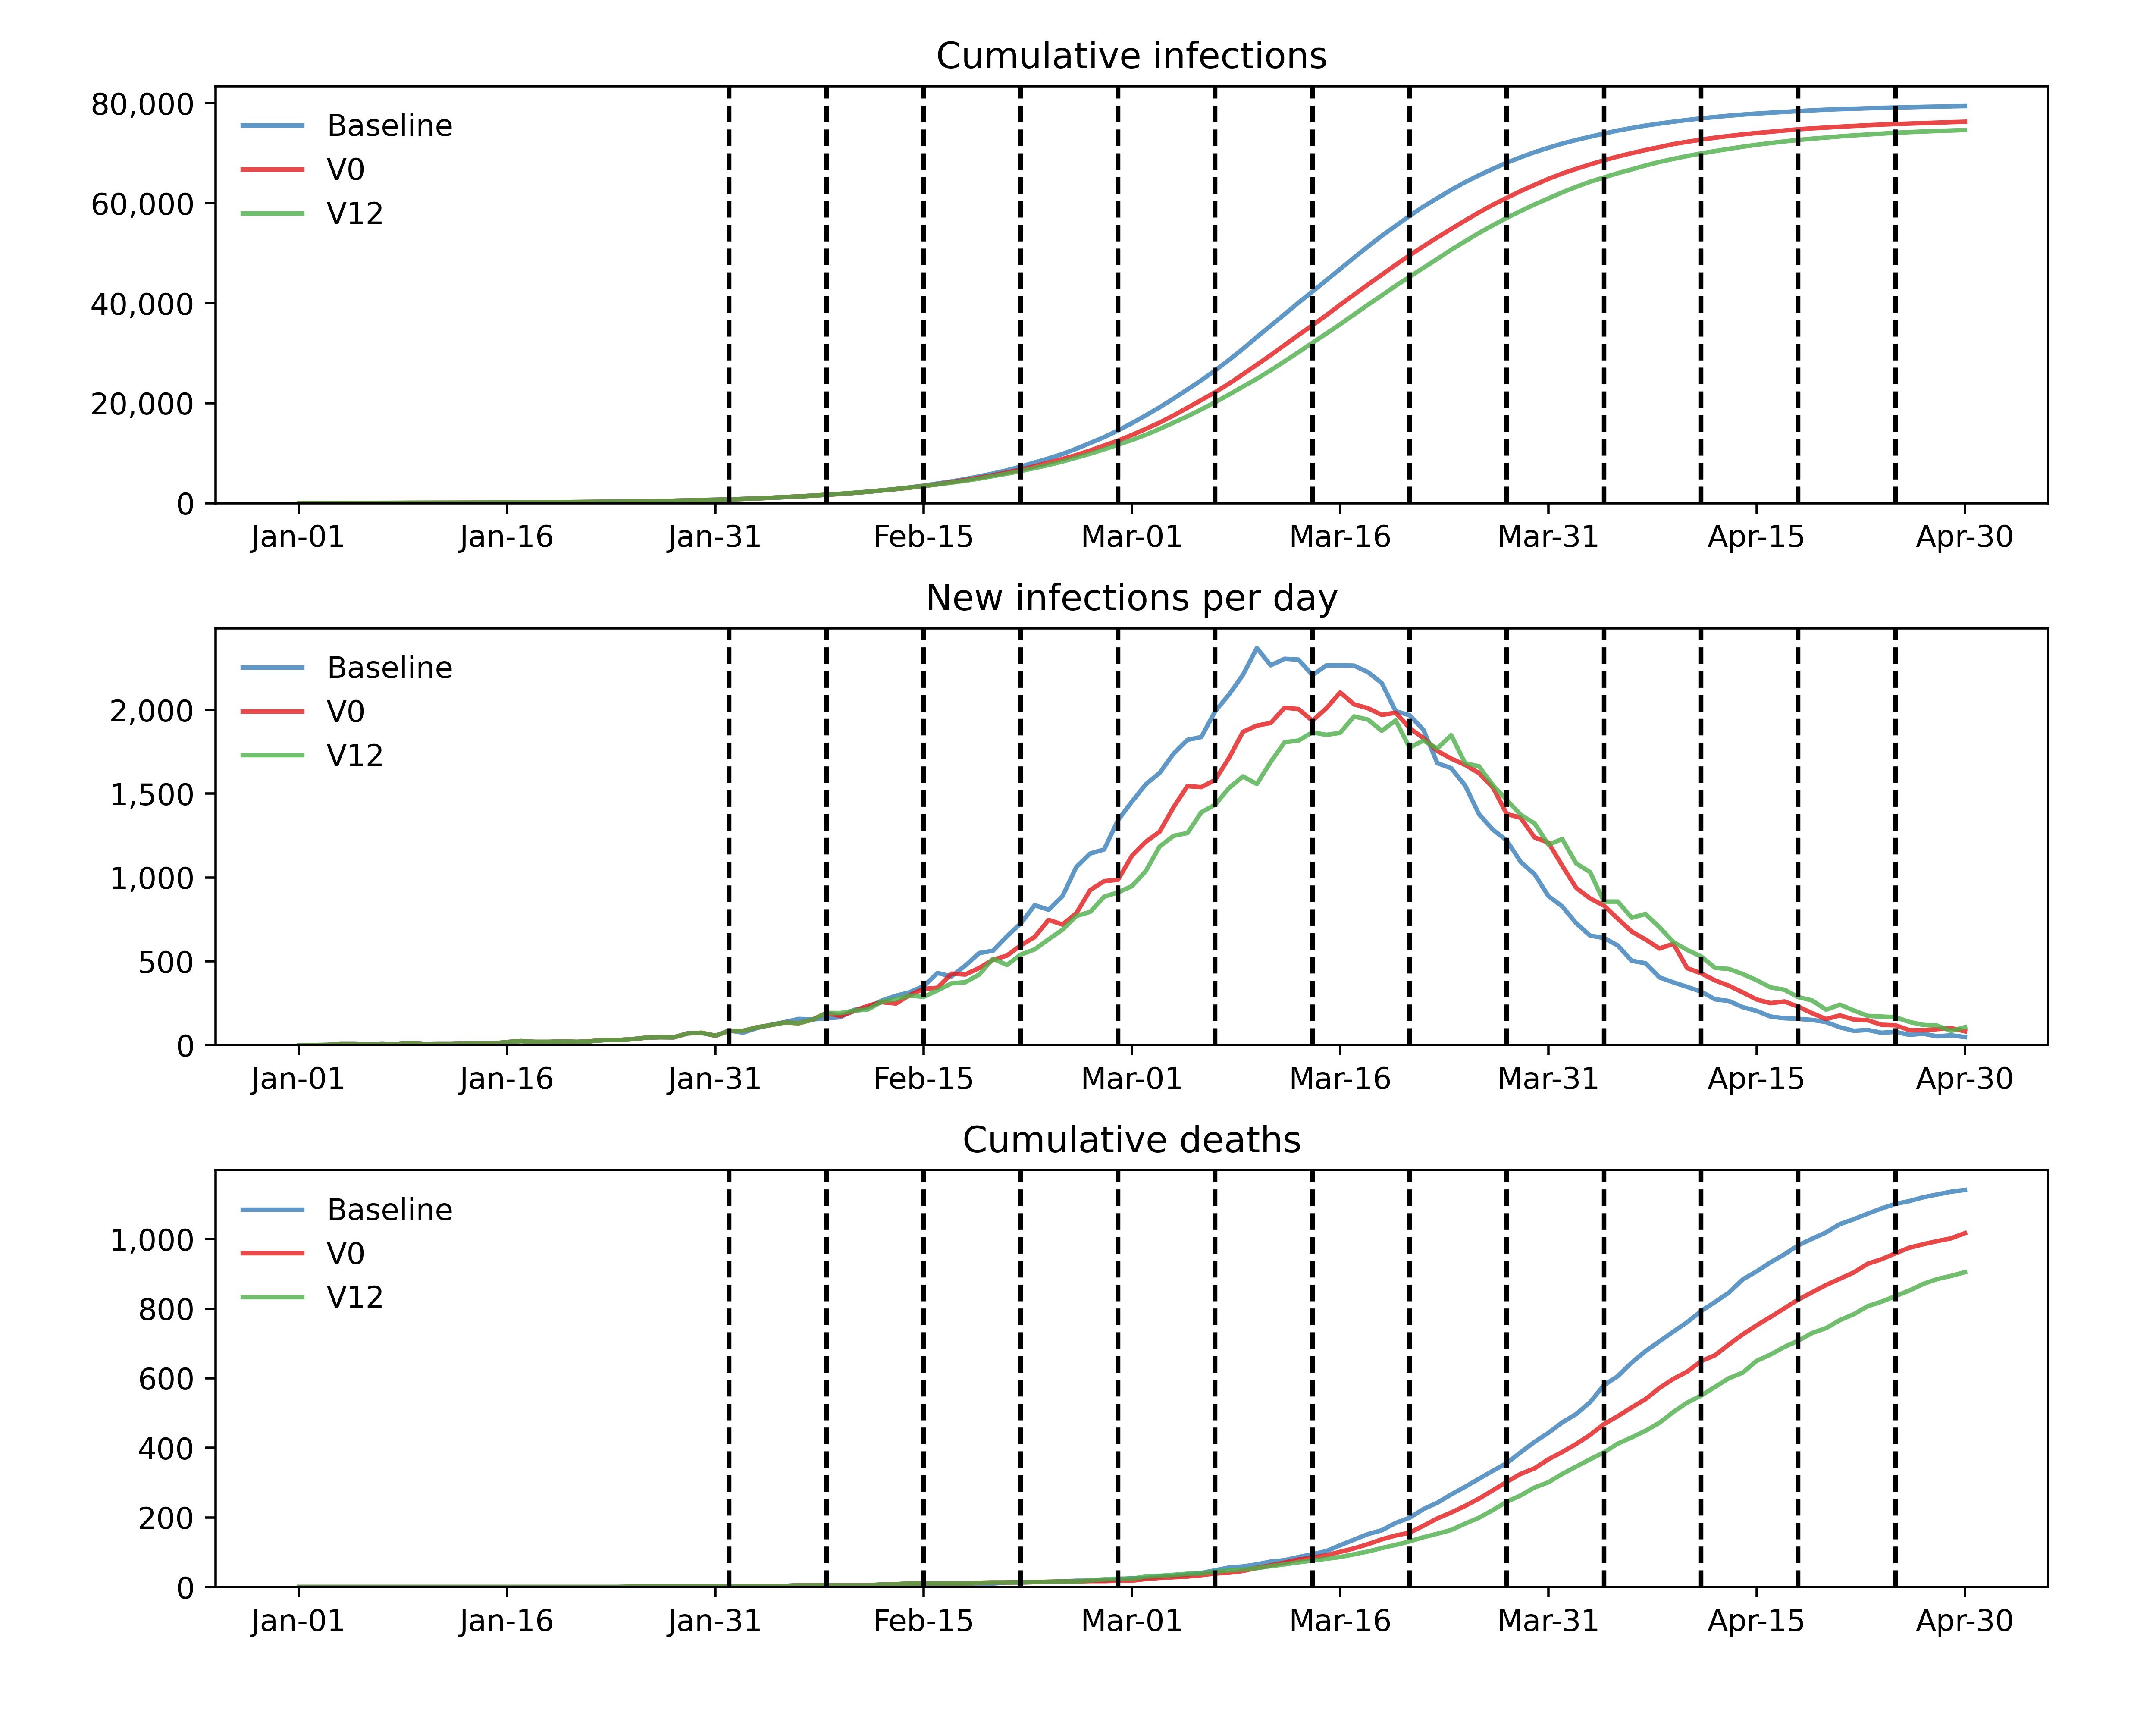 Cumulative infections
80,000
60,000
40,000
20,000
0
Baseline
V0
V12
Jan-01 Jan-16 Jan-31 Feb-15 Mar-01 Mar-16 Mar-31 Apr-15 Apr-30
New infections per day
2,000
1,500
1,000
500
0
Baseline
V0
V12
Jan-01 Jan-16 Jan-31 Feb-15 Mar-01 Mar-16 Mar-31 Apr-15 Apr-30
Cumulative deaths
1,000
800
600
400
200
0
Baseline
V0
V12
Jan-01 Jan-16 Jan-31 Feb-15 Mar-01 Mar-16 Mar-31 Apr-15 Apr-30